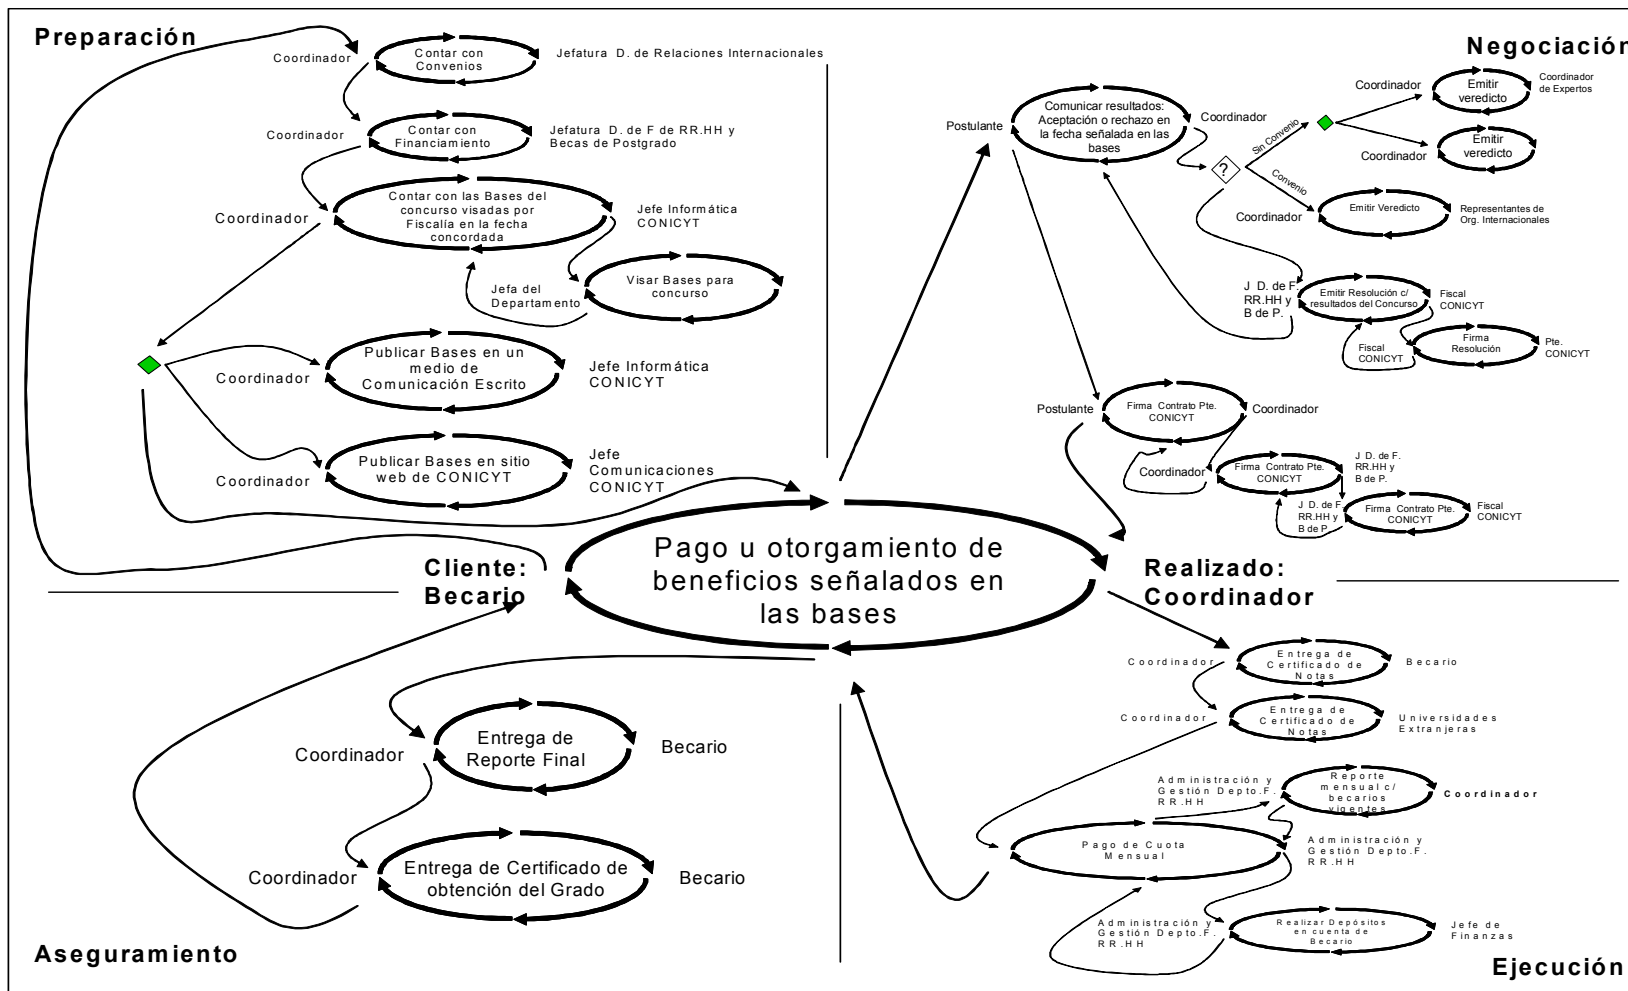 Preparación
Coordinador
Contar con
Convenios
Jefatura D. de Relaciones Internacionales
Coordinador
Contar con
Financiamiento
Jefatura D. de F de RR.HH y
Becas de Postgrado
Coordinador
Contar con las Bases del
concurso visadas por
Fiscalía en la fecha
concordada
Jefe Informática
CONICYT
Jefa del
Departamento
Visar Bases para
concurso
Coordinador
Publicar Bases en un
medio de
Comunicación Escrito
Jefe Informática
CONICYT
Coordinador
Publicar Bases en sitio
web de CONICYT
Jefe
Comunicaciones
CONICYT
Negociación
Postulante
Comunicar resultados:
Aceptación o rechazo en
la fecha señalada en las
bases
Coordinador
?
Sin Convenio
Convenio
Coordinador
Emitir
veredicto
Coordinador
de Expertos
Coordinador
Emitir
veredicto
Coordinador
Emitir Veredicto
Representantes de
Org. Internacionales
J D. de F.
RR.HH y
B de P.
Emitir Resolución c/
resultados del Concurso
Fiscal
CONICYT
Fiscal
CONICYT
Firma
Resolución
Pte.
CONICYT
Postulante
Firma Contrato Pte.
CONICYT
Coordinador
Coordinador
Firma Contrato Pte.
CONICYT
J D. de F.
RR.HH y
B de P.
J D. de F.
RR.HH y
B de P.
Firma Contrato Pte.
CONICYT
Fiscal
CONICYT
Cliente:
Becario
Pago u otorgamiento de
beneficios señalados en
las bases
Realizado:
Coordinador
Coordinador
Entrega de
Reporte Final
Becario
Coordinador
Entrega de Certificado de
obtención del Grado
Becario
Aseguramiento
Coordinador
Entrega de
Certificado de
Notas
Becario
Coordinador
Entrega de
Certificado de
Notas
Universidades
Extranjeras
Administración y
Gestión Depto.F.
RR.HH
Reporte
mensual c/
becarios
vigentes
Coordinador
Pago de Cuota
Mensual
Administración y
Gestión Depto.F.
RR.HH
Administración y
Gestión Depto.F.
RR.HH
Realizar Depósitos
en cuenta de
Becario
Jefe de
Finanzas
Ejecución